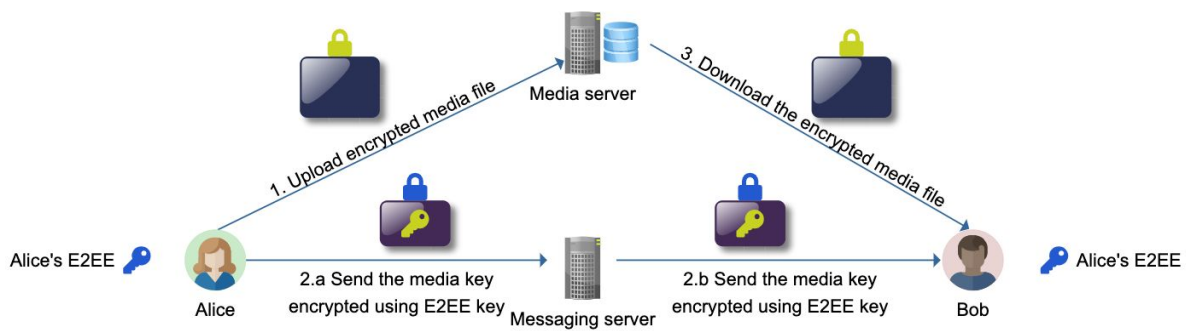 1. Upload encrypted media file
Media server
3. Download the encrypted media file
Alice's E2EE
Alice
2.a Send the media key
encrypted using E2EE key
Messaging server
2.b Send the media key
encrypted using E2EE key
Bob
Alice's E2EE